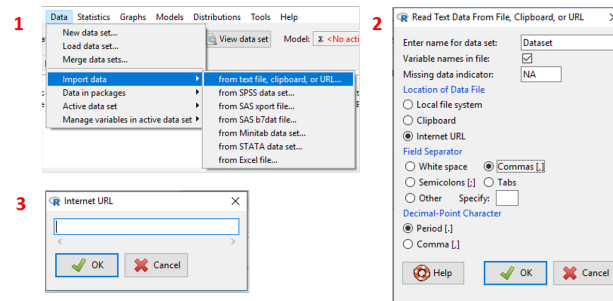 1
Data Statistics Graphs Models Distributions Tools Help
New data set...
Load data set...
Merge data sets...
View data set Model: Σ <No acti
Import data
Data in packages
Active data set
Manage variables in active data set
from text file, clipboard, or URL...
from SPSS data set...
from SAS xport file...
from SAS b7dat file...
from Minitab data set...
from STATA data set...
from Excel file...
2
Read Text Data From File, Clipboard, or URL
Enter name for data set: Dataset
Variable names in file:
Missing data indicator: NA
Location of Data File
Local file system
Clipboard
Internet URL
Field Separator
White space Commas [,]
Semicolons [;] Tabs
Other Specify:
Decimal-Point Character
Period [.]
Comma [,]
Help OK Cancel
3
Internet URL
OK Cancel